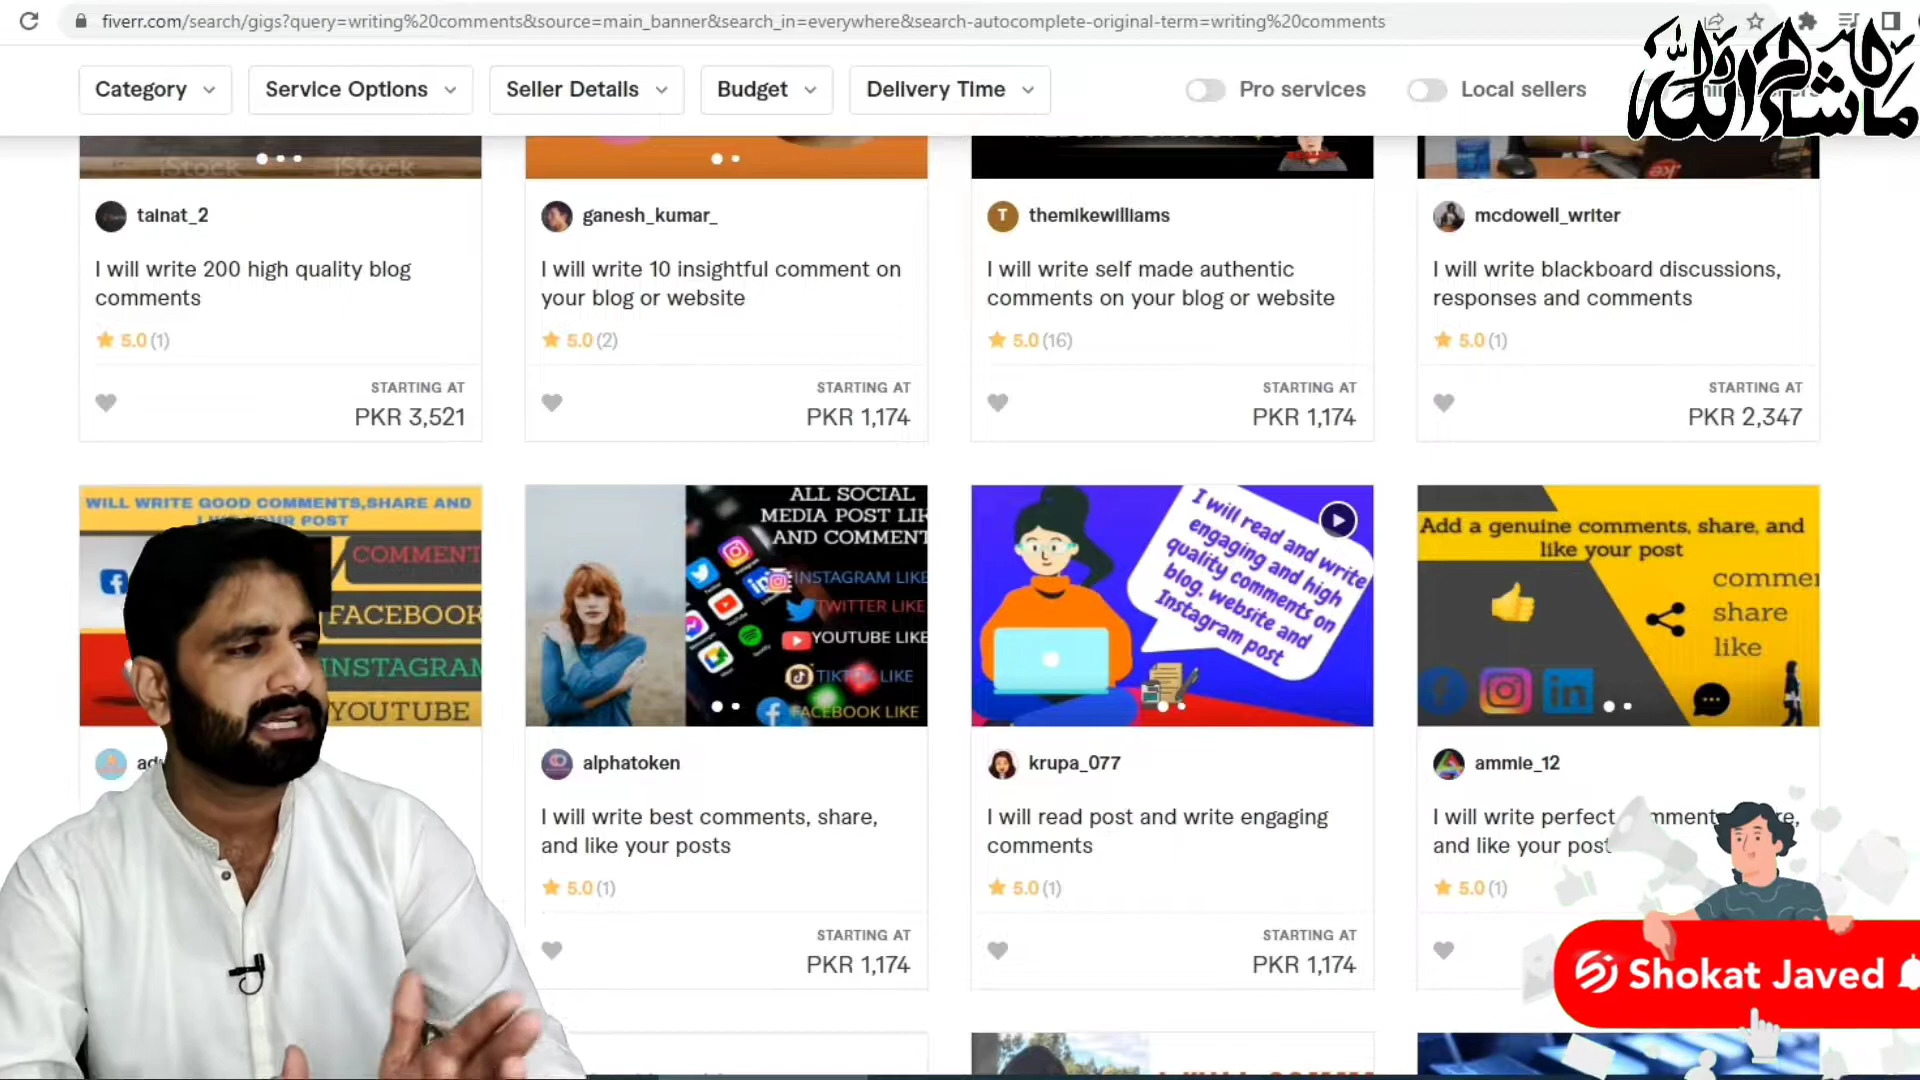 fiverr.com/search/gigs?query=writing%20comments&source=main_banner&search_in=everywhere&search-autocomplete-original-term=writing%20comments
Category
Service Options
Seller Details
Budget
Delivery Time
Pro services
Local sellers
ماشاءالله
iStock iStock
talnat_2
I will write 200 high quality blog
comments
5.0 (1)
STARTING AT
PKR 3,521
ganesh_kumar_
I will write 10 insightful comment on
your blog or website
5.0 (2)
STARTING AT
PKR 1,174
T
themikewilliams
I will write self made authentic
comments on your blog or website
5.0 (16)
STARTING AT
PKR 1,174
mcdowell_writer
I will write blackboard discussions,
responses and comments
5.0 (1)
STARTING AT
PKR 2,347
WILL WRITE GOOD COMMENTS,SHARE AND
YOUR POST
COMMENT
FACEBOOK
INSTAGRAM
YOUTUBE
ALL SOCIAL
MEDIA POST LIK
AND COMMENT
INSTAGRAM LIKE
TWITTER LIKE
YOUTUBE LIKE
TIKTOK LIKE
FACEBOOK LIKE
alphatoken
I will write best comments, share,
and like your posts
5.0 (1)
STARTING AT
PKR 1,174
I will read and write
engaging and high
quality comments on
blog. website and
Instagram post
krupa_077
I will read post and write engaging
comments
5.0 (1)
STARTING AT
PKR 1,174
Add a genuine comments, share, and
like your post
commen
share
like
ammie_12
I will write perfect
and like your post
5.0 (1)
Shokat Javed